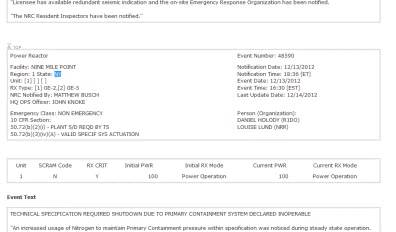 "Licensee has available redundant seismic indication and the on-site Emergency Response Organization has been notified.
"The NRC Resident Inspectors have been notified."
TOP
Power Reactor Event Number: 48590
Facility: NINE MILE POINT Notification Date: 12/13/2012
Region: 1 State: NY Notification Time: 18:36 [ET]
Unit: [1] [ ] [ ] Event Date: 12/13/2012
RX Type: [1] GE-2,[2] GE-5 Event Time: 16:30 [EST]
NRC Notified By: MATTHEW BUSCH Last Update Date: 12/14/2012
HQ OPS Officer: JOHN KNOKE
Emergency Class: NON EMERGENCY Person (Organization):
10 CFR Section: DANIEL HOLODY (R1DO)
50.72(b)(2)(i) - PLANT S/D REQD BY TS LOUISE LUND (NRR)
50.72(b)(3)(iv)(A) - VALID SPECIF SYS ACTUATION
Unit SCRAM Code RX CRIT Initial PWR Initial RX Mode Current PWR Current RX Mode
1 N Y 100 Power Operation 100 Power Operation
Event Text
TECHNICAL SPECIFICATION REQUIRED SHUTDOWN DUE TO PRIMARY CONTAINMENT SYSTEM DECLARED INOPERABLE
"An increased usage of Nitrogen to maintain Primary Containment pressure within specification was noticed during steady state operation.